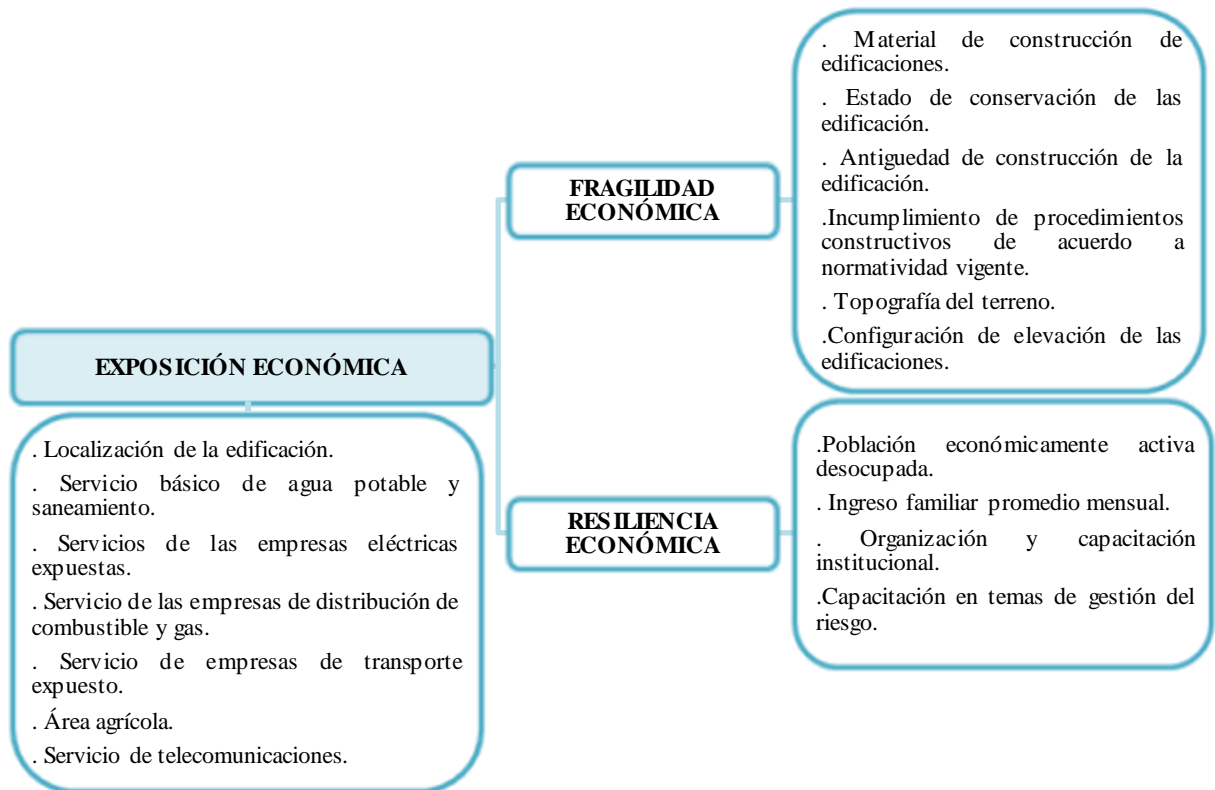 EXPOSICIÓN ECONÓMICA
. Localización de la edificación.
. Servicio básico de agua potable y
saneamiento.
. Servicios de las empresas eléctricas
expuestas.
. Servicio de las empresas de distribución de
combustible y gas.
. Servicio de empresas de transporte
expuesto.
. Área agrícola.
. Servicio de telecomunicaciones.
FRAGILIDAD
ECONÓMICA
. Material de construcción de
edificaciones.
. Estado de conservación de las
edificación.
. Antiguedad de construcción de la
edificación.
.Incumplimiento de procedimientos
constructivos de acuerdo a
normatividad vigente.
. Topografía del terreno.
.Configuración de elevación de las
edificaciones.
RESILIENCIA
ECONÓMICA
.Población económicamente activa
desocupada.
. Ingreso familiar promedio mensual.
. Organización y capacitación
institucional.
.Capacitación en temas de gestión del
riesgo.